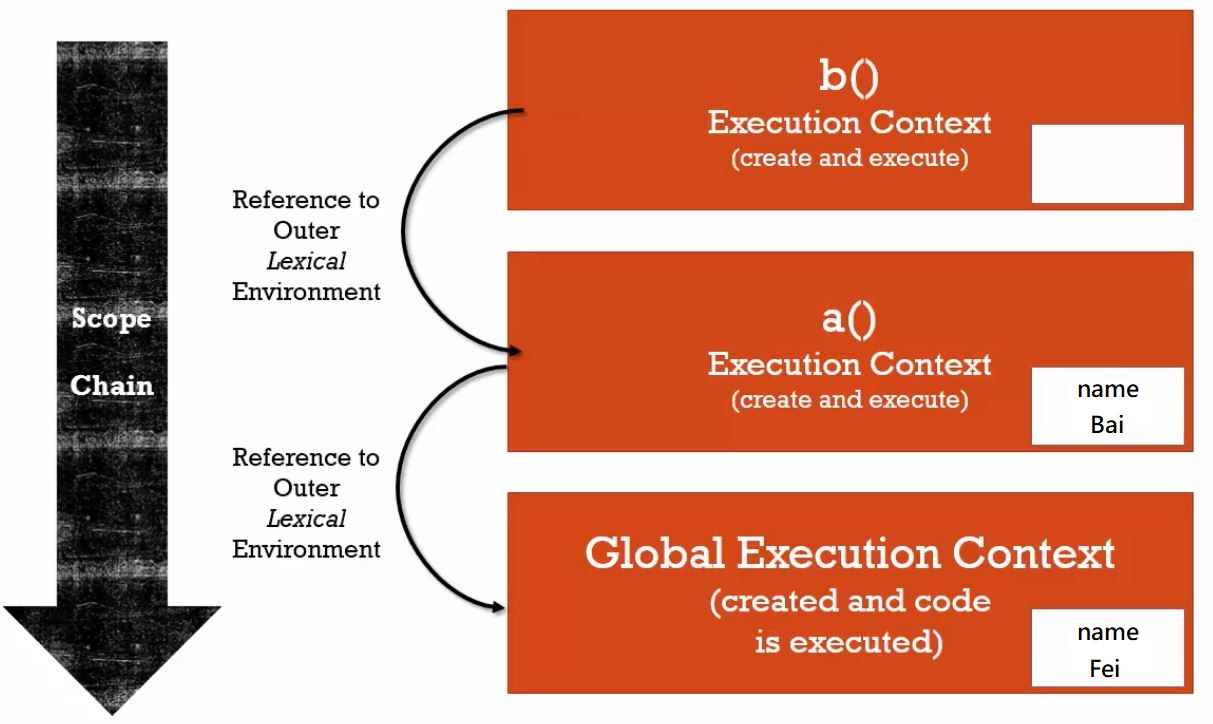 b()
Execution Context
(create and execute)
Reference to
Outer
Lexical
Environment
Scope
Chain
a()
Execution Context
(create and execute)
name
Bai
Reference to
Outer
Lexical
Environment
Global Execution Context
(created and code
is executed)
name
Fei